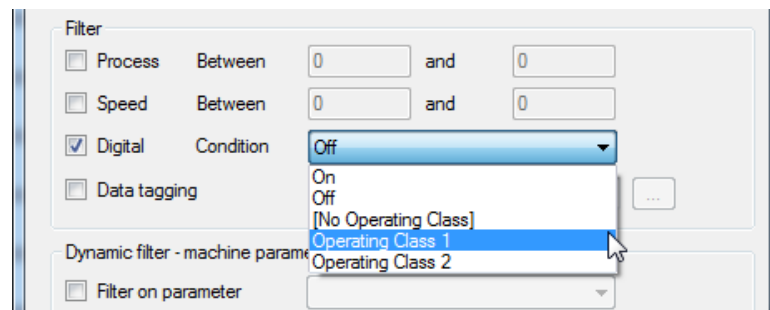 Filter
Process Between 0 and 0
Speed Between 0 and 0
Digital Condition Off
On
Data tagging ...
Off
[No Operating Class]
Operating Class 1
Dynamic filter - machine param
Operating Class 2
Filter on parameter